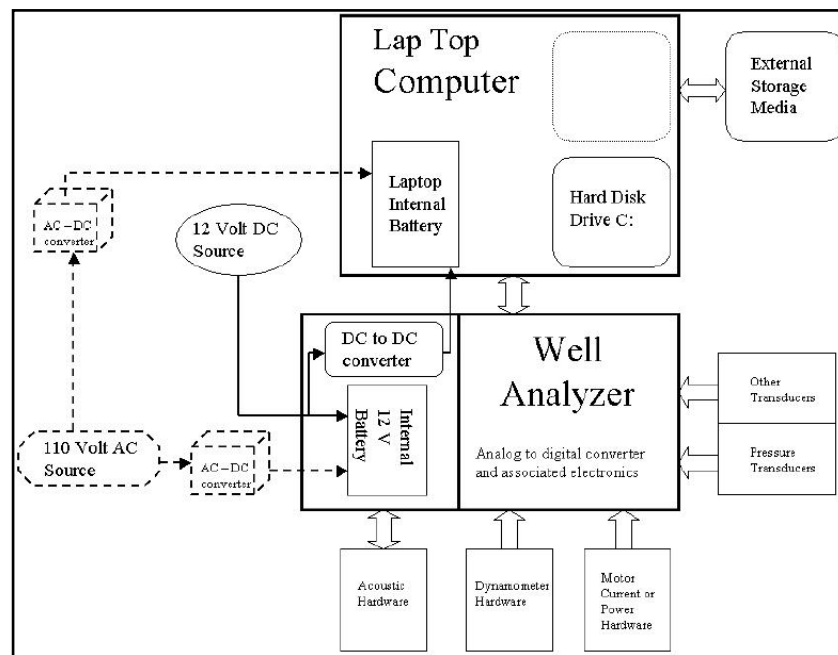 Lap Top
Computer
External
Storage
Media
Laptop
Internal
Battery
Hard Disk
Drive C:
AC-DC
converter
12 Volt DC
Source
DC to DC
converter
Well
Analyzer
Internal
12 V
Battery
Analog to digital converter
and associated electronics
Other
Transducers
Pressure
Transducers
110 Volt AC
Source
AC-DC
converter
Acoustic
Hardware
Dynamometer
Hardware
Motor
Current or
Power
Hardware